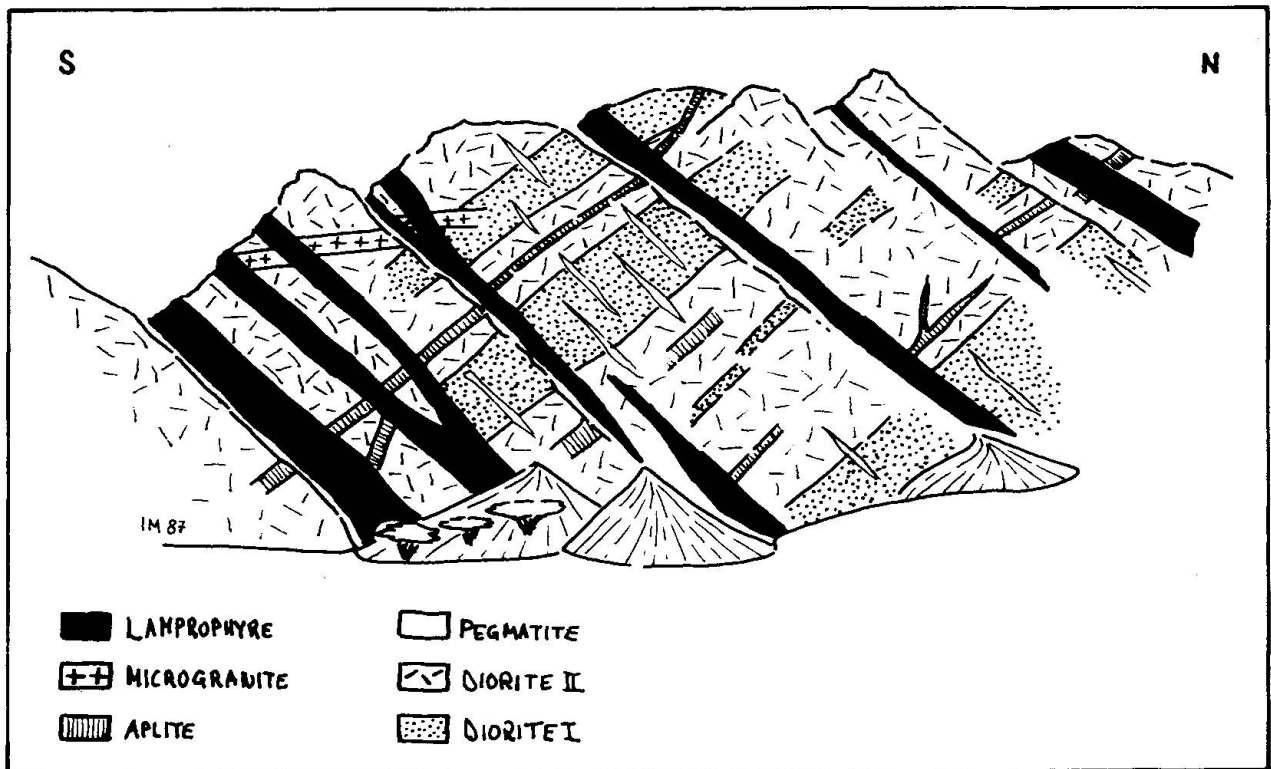 S
N
IM 87
LAMPROPHYRE
PEGMATITE
MICROGRANITE
DIORITE II
APLITE
DIORITE I